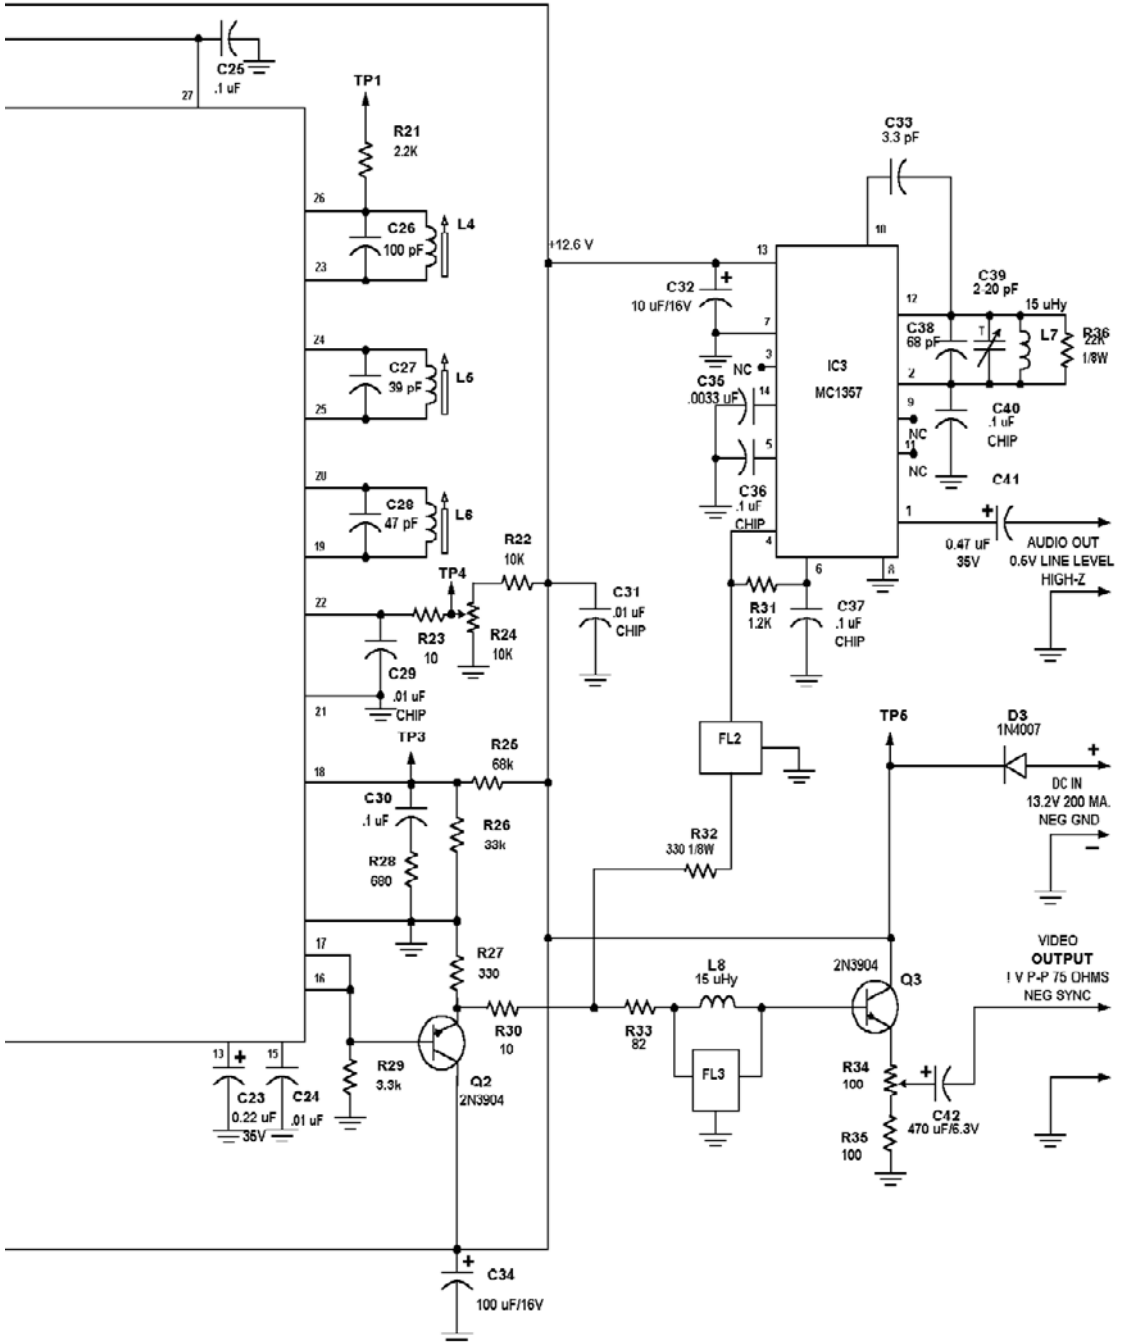 C25
.1 uF
27
TP1
R21
2.2K
26
C26
100 pF
L4
23
24
C27
39 pF
L5
25
20
C28
47 pF
L6
19
R22
10K
TP4
22
R23
10
R24
10K
C29
.01 uF
CHIP
21
C31
.01 uF
CHIP
TP3
R25
68k
18
C30
.1 uF
R26
33k
R28
680
17
16
R27
330
R30
10
R29
3.3k
Q2
2N3904
13
+
15
C23
0.22 uF
35V
C24
.01 uF
+
C34
100 uF/16V
+12.6 V
C33
3.3 pF
10
13
+
C32
10 uF/16V
7
3
NC
C35
.0033 uF
14
IC3
MC1357
5
C36
.1 uF
CHIP
4
12
C39
2-20 pF
15 uHy
C38
68 pF
T
L7
R36
22K
1/8W
2
9
NC
11
NC
C40
.1 uF
CHIP
C41
1
+
0.47 uF
35V
AUDIO OUT
0.5V LINE LEVEL
HIGH-Z
6
8
R31
1.2K
C37
.1 uF
CHIP
FL2
TP5
D3
1N4007
+
DC IN
13.2V 200 MA.
NEG GND
−
R32
330 1/8W
VIDEO
OUTPUT
! V P-P 75 OHMS
NEG SYNC
L8
15 uHy
2N3904
Q3
R33
82
FL3
R34
100
+
C42
470 uF/6.3V
R35
100